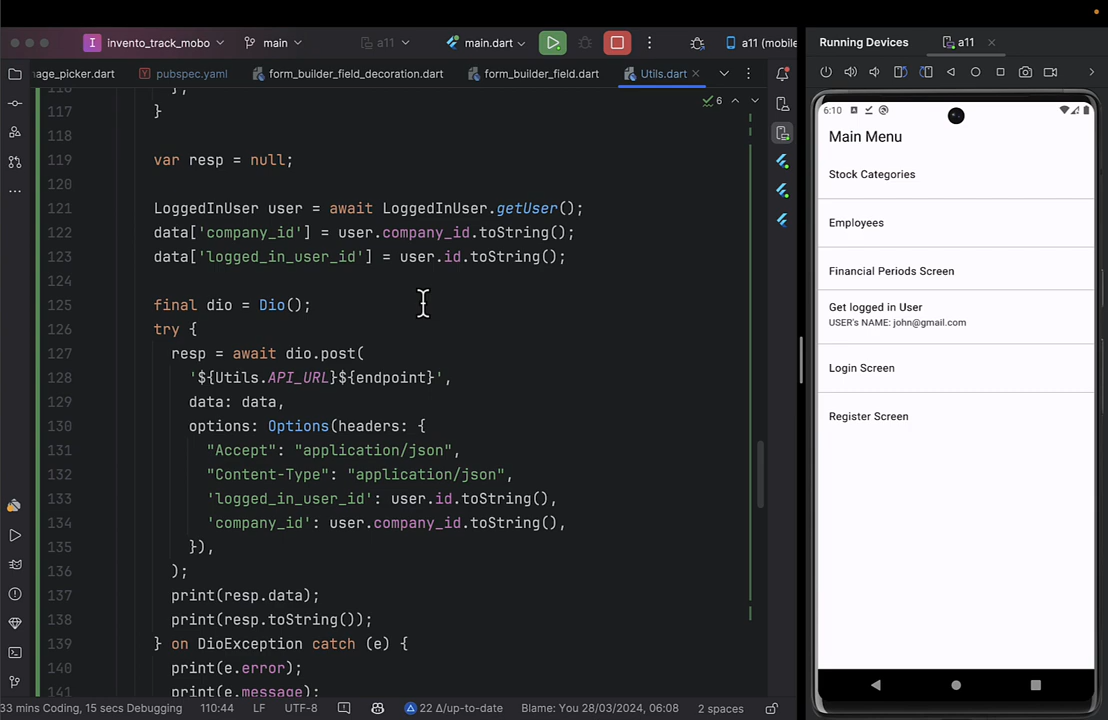 invento_track_mobo
main
a11
main.dart
a11 (mobile
Running Devices
a11
age_picker.dart
pubspec.yaml
form_builder_field_decoration.dart
form_builder_field.dart
Utils.dart
6
116 };
117 }
118
119 var resp = null;
120
121 LoggedInUser user = await LoggedInUser.getUser();
122 data['company_id'] = user.company_id.toString();
123 data['logged_in_user_id'] = user.id.toString();
124
125 final dio = Dio();
126 try {
127 resp = await dio.post(
128 '${Utils.API_URL}${endpoint}',
129 data: data,
130 options: Options(headers: {
131 "Accept": "application/json",
132 "Content-Type": "application/json",
133 'logged_in_user_id': user.id.toString(),
134 'company_id': user.company_id.toString(),
135 }),
136 );
137 print(resp.data);
138 print(resp.toString());
139 } on DioException catch (e) {
140 print(e.error);
141 print(e.message);
33 mins Coding, 15 secs Debugging
110:44
LF
UTF-8
22 Δ/up-to-date
Blame: You 28/03/2024, 06:08
2 spaces
6:10
Main Menu
Stock Categories
Employees
Financial Periods Screen
Get logged in User
USER's NAME: john@gmail.com
Login Screen
Register Screen